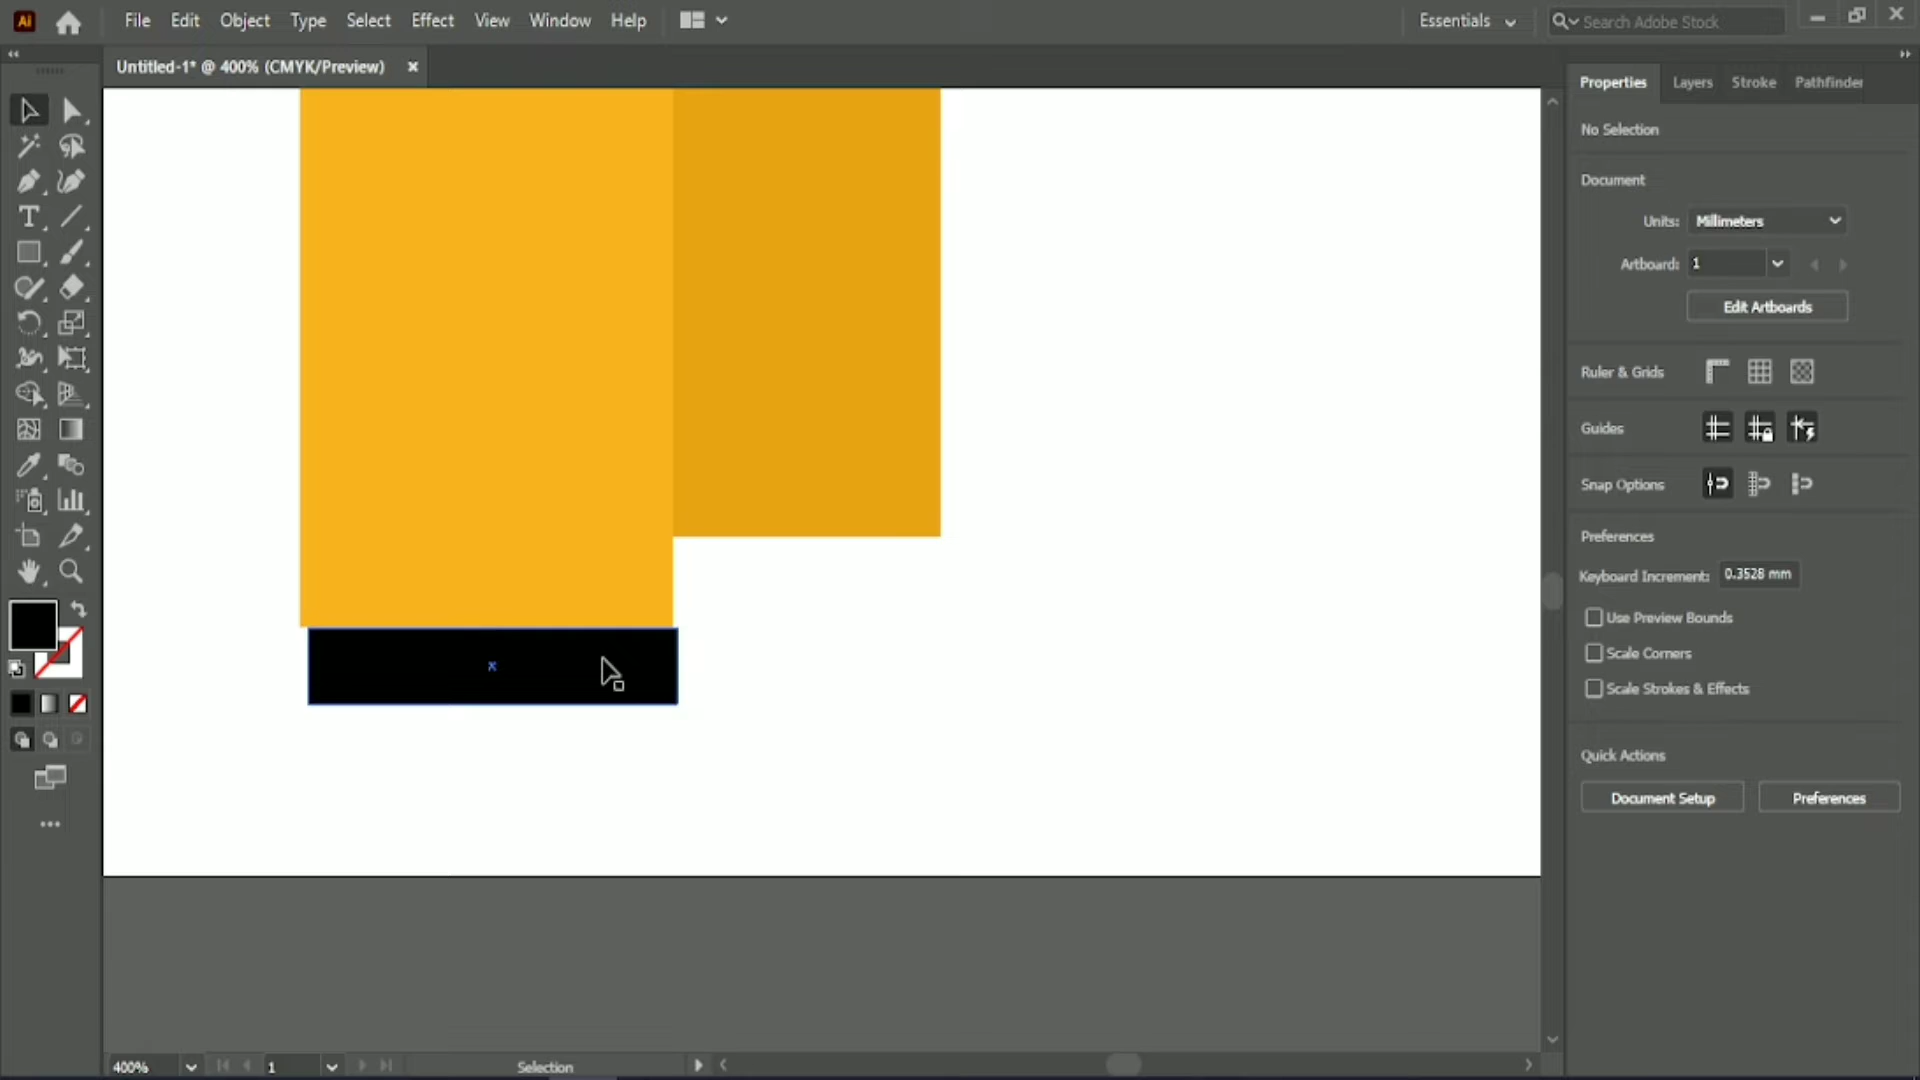 Ai File Edit Object Type Select Effect View Window Help Essentials Search Adobe Stock
Untitled-1* @ 400% (CMYK/Preview)
Properties Layers Stroke Pathfinder
No Selection
Document
Units: Millimeters
Artboard: 1
Edit Artboards
Ruler & Grids
Guides
Snap Options
Preferences
Keyboard Increment: 0.3528 mm
Use Preview Bounds
Scale Corners
Scale Strokes & Effects
Quick Actions
Document Setup Preferences
400% 1 Selection